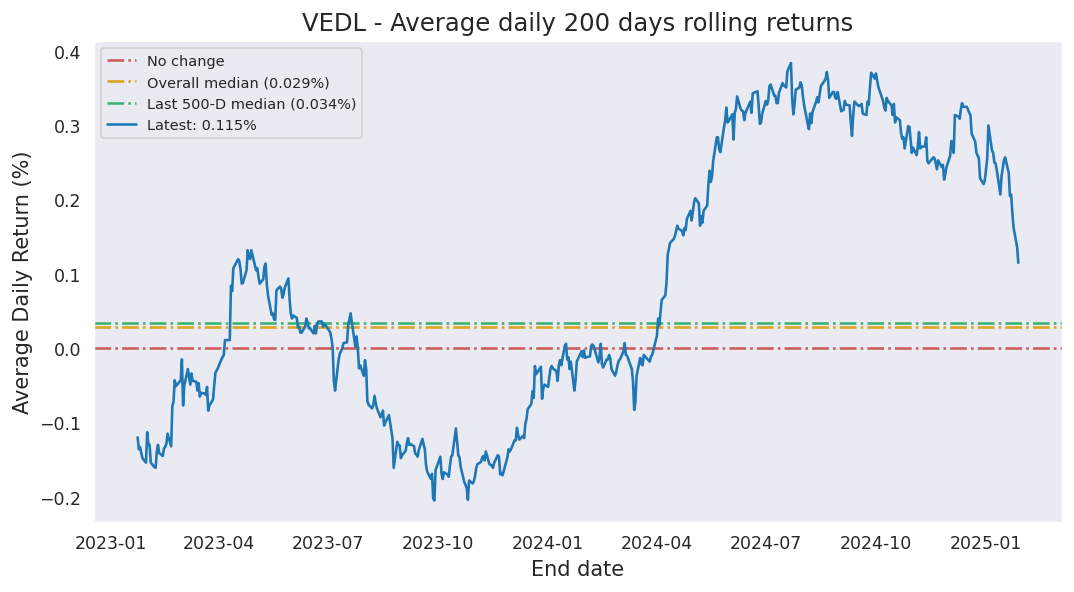 VEDL - Average daily 200 days rolling returns
No change
Overall median (0.029%)
Last 500-D median (0.034%)
Latest: 0.115%
Average Daily Return (%)
0.4
0.3
0.2
0.1
0.0
−0.1
−0.2
2023-01 2023-04 2023-07 2023-10 2024-01 2024-04 2024-07 2024-10 2025-01
End date